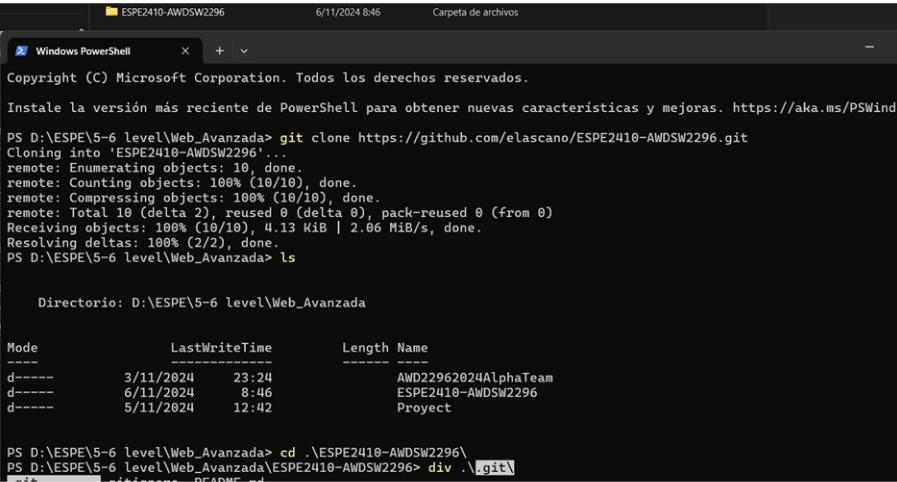 ESPE2410-AWDSW2296 6/11/2024 8:46 Carpeta de archivos
Windows PowerShell
Copyright (C) Microsoft Corporation. Todos los derechos reservados.
Instale la versión más reciente de PowerShell para obtener nuevas características y mejoras. https://aka.ms/PSWind
PS D:\ESPE\5-6 level\Web_Avanzada> git clone https://github.com/elascano/ESPE2410-AWDSW2296.git
Cloning into 'ESPE2410-AWDSW2296'...
remote: Enumerating objects: 10, done.
remote: Counting objects: 100% (10/10), done.
remote: Compressing objects: 100% (10/10), done.
remote: Total 10 (delta 2), reused 0 (delta 0), pack-reused 0 (from 0)
Receiving objects: 100% (10/10), 4.13 KiB | 2.06 MiB/s, done.
Resolving deltas: 100% (2/2), done.
PS D:\ESPE\5-6 level\Web_Avanzada> ls
Directorio: D:\ESPE\5-6 level\Web_Avanzada
Mode LastWriteTime Length Name
---- ------------- ------ ----
d----- 3/11/2024 23:24 AWD22962024AlphaTeam
d----- 6/11/2024 8:46 ESPE2410-AWDSW2296
d----- 5/11/2024 12:42 Proyect
PS D:\ESPE\5-6 level\Web_Avanzada> cd .\ESPE2410-AWDSW2296\
PS D:\ESPE\5-6 level\Web_Avanzada\ESPE2410-AWDSW2296> div .\.git\
.git .gitignore README.md